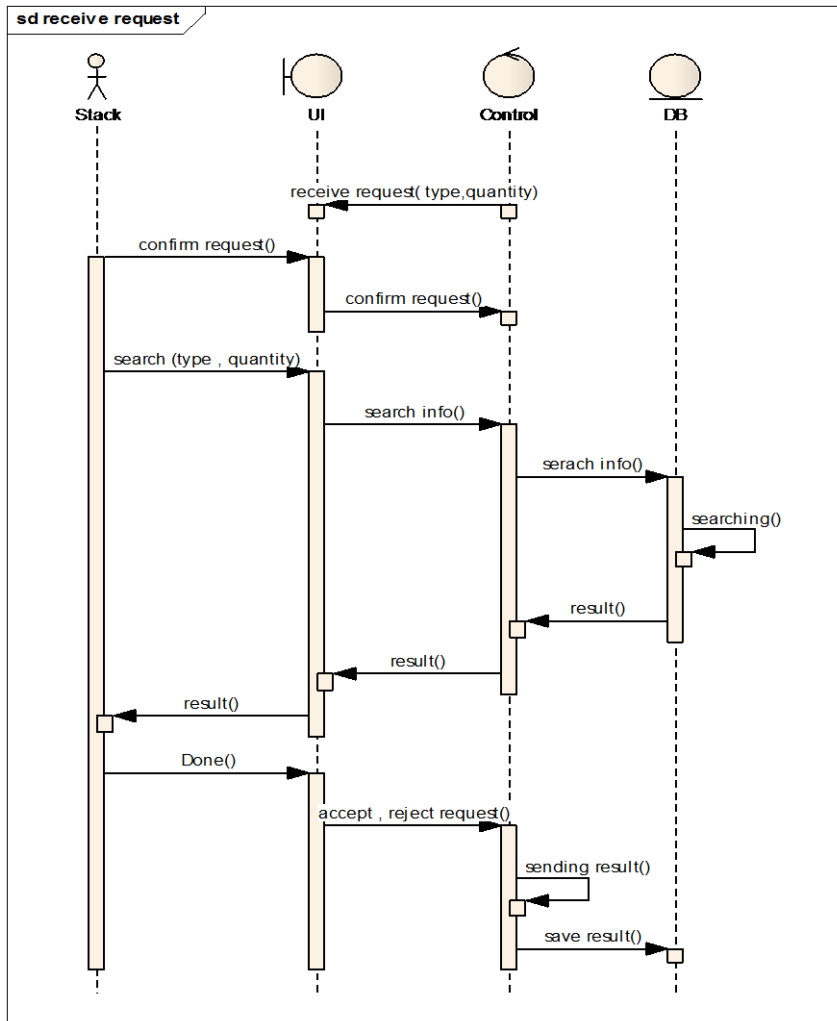 sd receive request
Stack
UI
Control
DB
receive request( type,quantity)
confirm request()
confirm request()
search (type , quantity)
search info()
serach info()
searching()
result()
result()
result()
Done()
accept , reject request()
sending result()
save result()